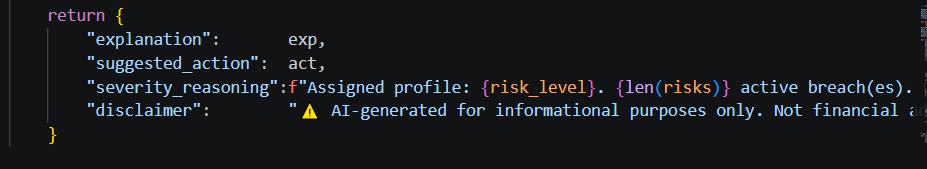 return {
    "explanation":       exp,
    "suggested_action":  act,
    "severity_reasoning":f"Assigned profile: {risk_level}. {len(risks)} active breach(es).
    "disclaimer":        "⚠️ AI-generated for informational purposes only. Not financial
}